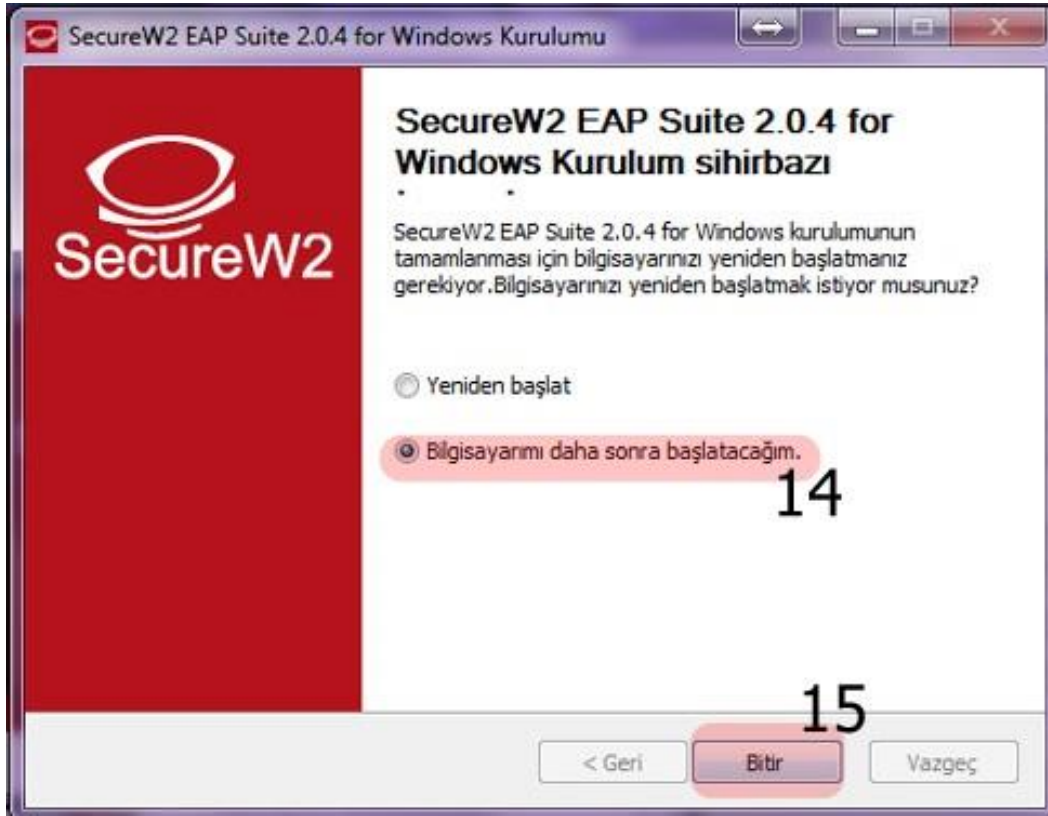 SecureW2 EAP Suite 2.0.4 for Windows Kurulumu
SecureW2 EAP Suite 2.0.4 for
Windows Kurulum sihirbazı
SecureW2
SecureW2 EAP Suite 2.0.4 for Windows kurulumunun
tamamlanması için bilgisayarınızı yeniden başlatmanız
gerekiyor.Bilgisayarınızı yeniden başlatmak istiyor musunuz?
Yeniden başlat
Bilgisayarımı daha sonra başlatacağım.
14
15
< Geri
Bitir
Vazgeç